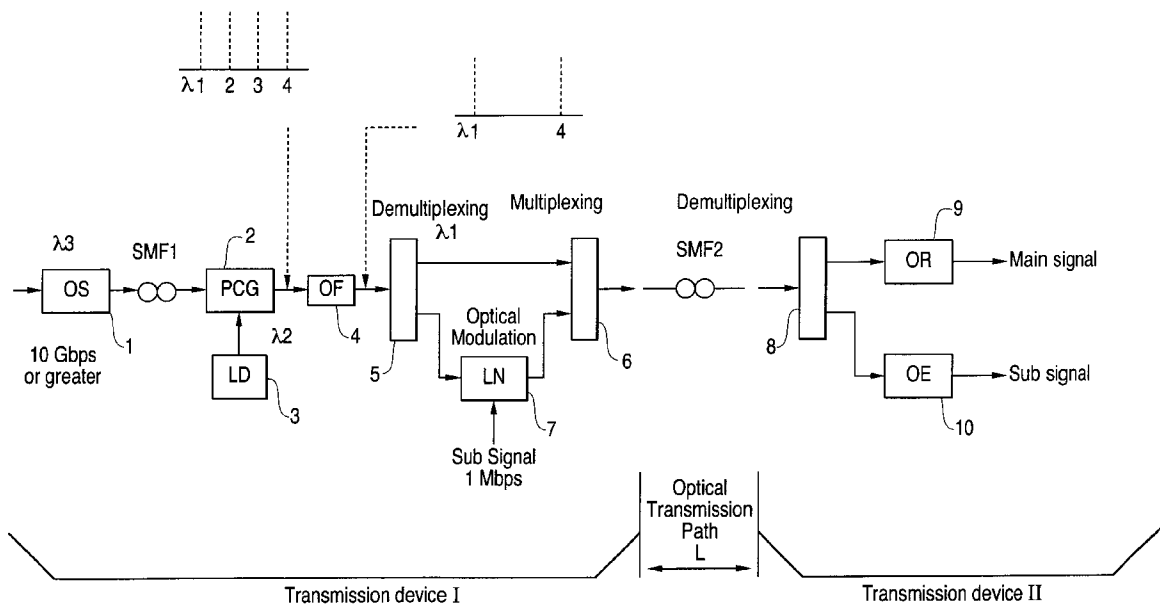 λ1 2 3 4
λ1 4
Demultiplexing
λ1
Multiplexing
Demultiplexing
9
λ3
SMF1
2
SMF2
OS
PCG
OF
OR
Main signal
1
λ2
4
Optical
Modulation
8
10 Gbps
or greater
LD
5
LN
6
OE
Sub signal
3
7
10
Sub Signal
1 Mbps
Optical
Transmission
Path
L
Transmission device I
Transmission device II